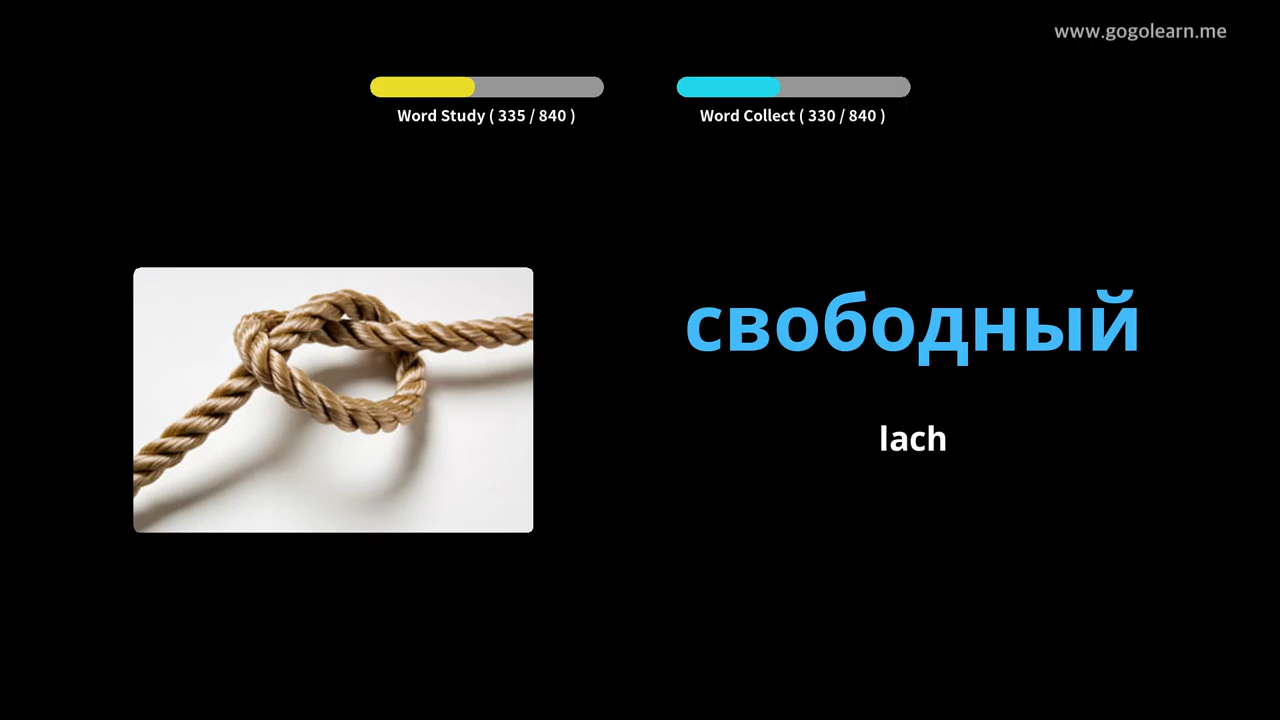 www.gogolearn.me
Word Study ( 335 / 840 )
Word Collect ( 330 / 840 )
свободный
lach